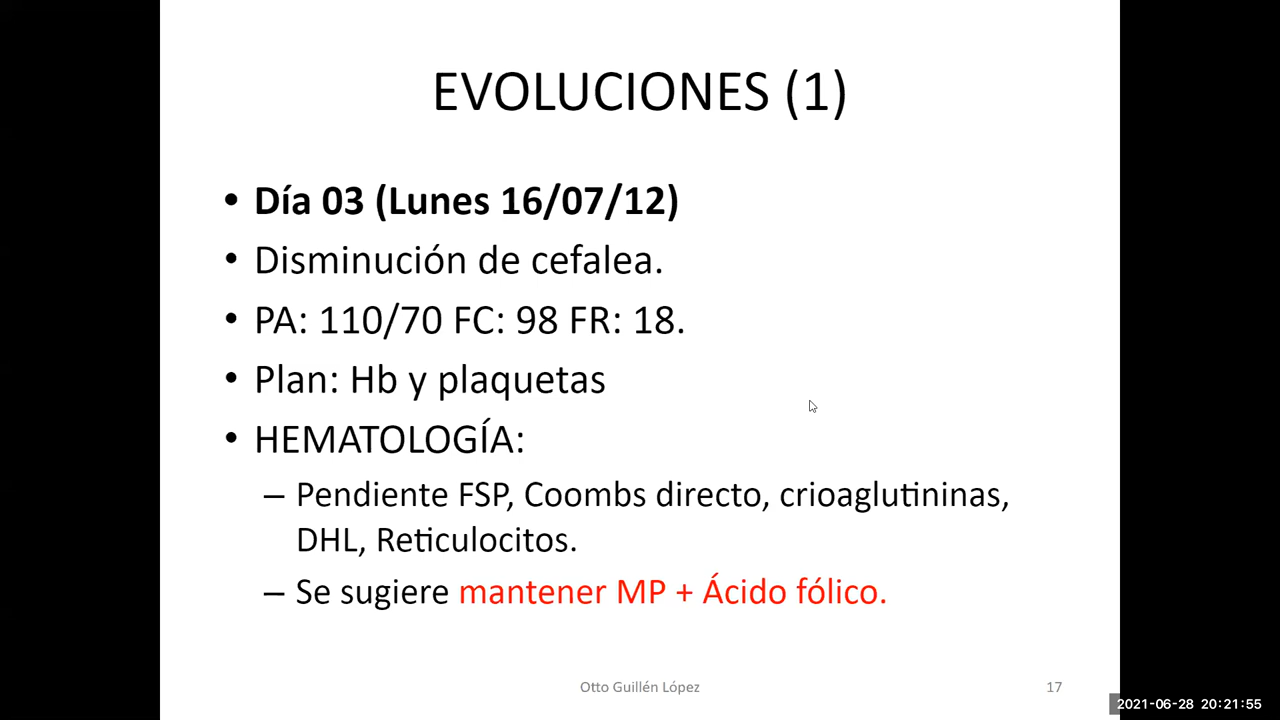 EVOLUCIONES (1)
• Día 03 (Lunes 16/07/12)
• Disminución de cefalea.
• PA: 110/70 FC: 98 FR: 18.
• Plan: Hb y plaquetas
• HEMATOLOGÍA:
– Pendiente FSP, Coombs directo, crioaglutininas,
DHL, Reticulocitos.
– Se sugiere mantener MP + Ácido fólico.
Otto Guillén López
17
2021-06-28 20:21:55